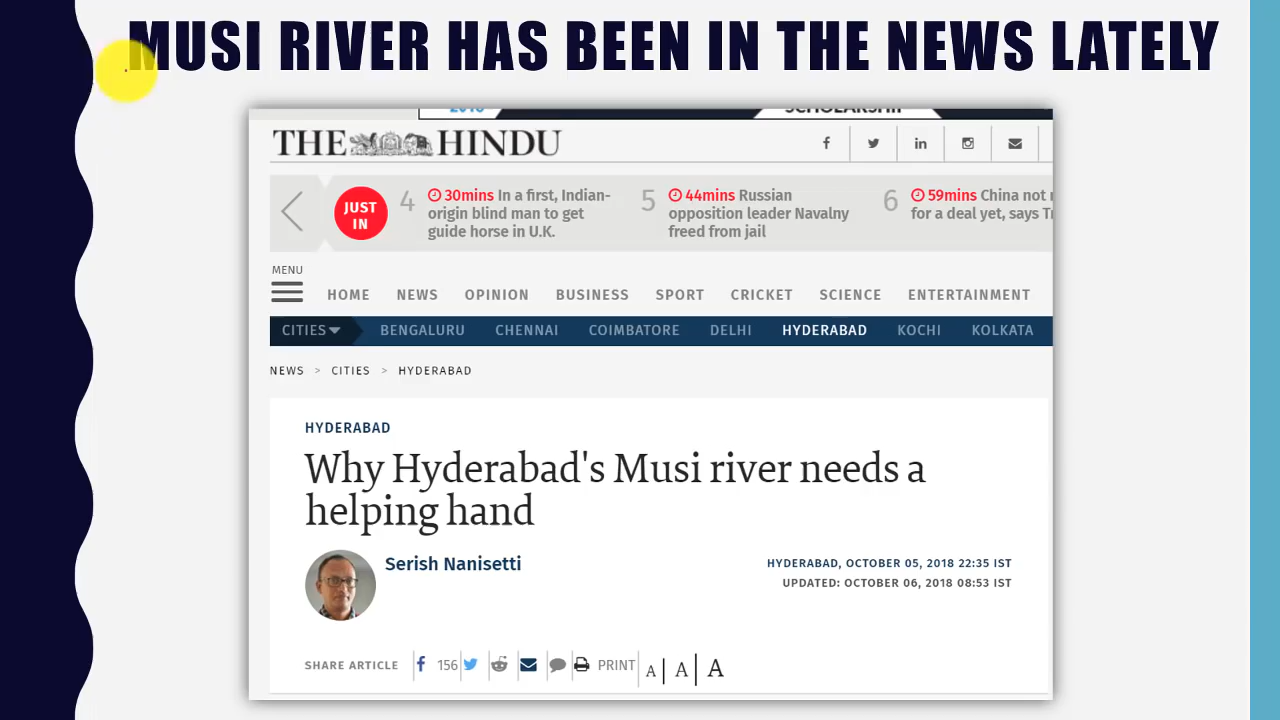 MUSI RIVER HAS BEEN IN THE NEWS LATELY
THE HINDU
JUST IN
4 30mins In a first, Indian-
origin blind man to get
guide horse in U.K.
5 44mins Russian
opposition leader Navalny
freed from jail
6 59mins China not
for a deal yet, says
MENU
HOME NEWS OPINION BUSINESS SPORT CRICKET SCIENCE ENTERTAINMENT
CITIES BENGALURU CHENNAI COIMBATORE DELHI HYDERABAD KOCHI KOLKATA
NEWS > CITIES > HYDERABAD
HYDERABAD
Why Hyderabad's Musi river needs a
helping hand
Serish Nanisetti
HYDERABAD, OCTOBER 05, 2018 22:35 IST
UPDATED: OCTOBER 06, 2018 08:53 IST
SHARE ARTICLE 156 PRINT A A A